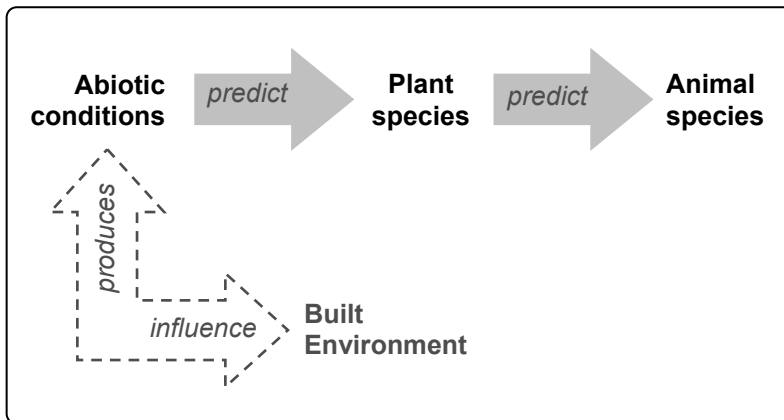 Abiotic
conditions
predict
Plant
species
predict
Animal
species
produces
influence
Built
Environment